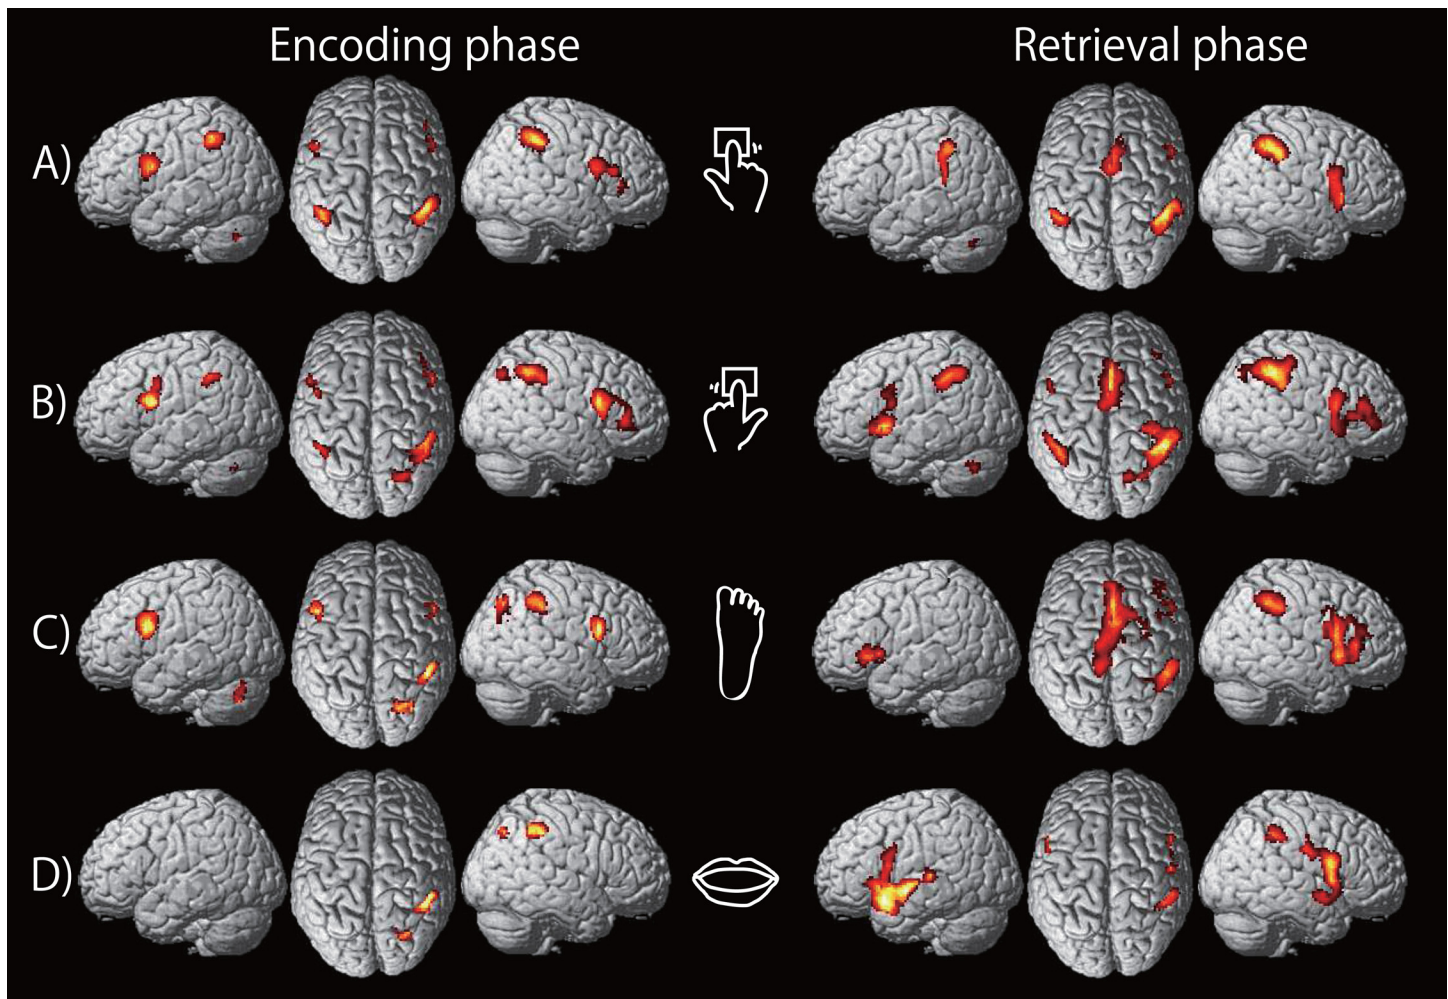 Encoding phase
Retrieval phase
A)
B)
C)
D)